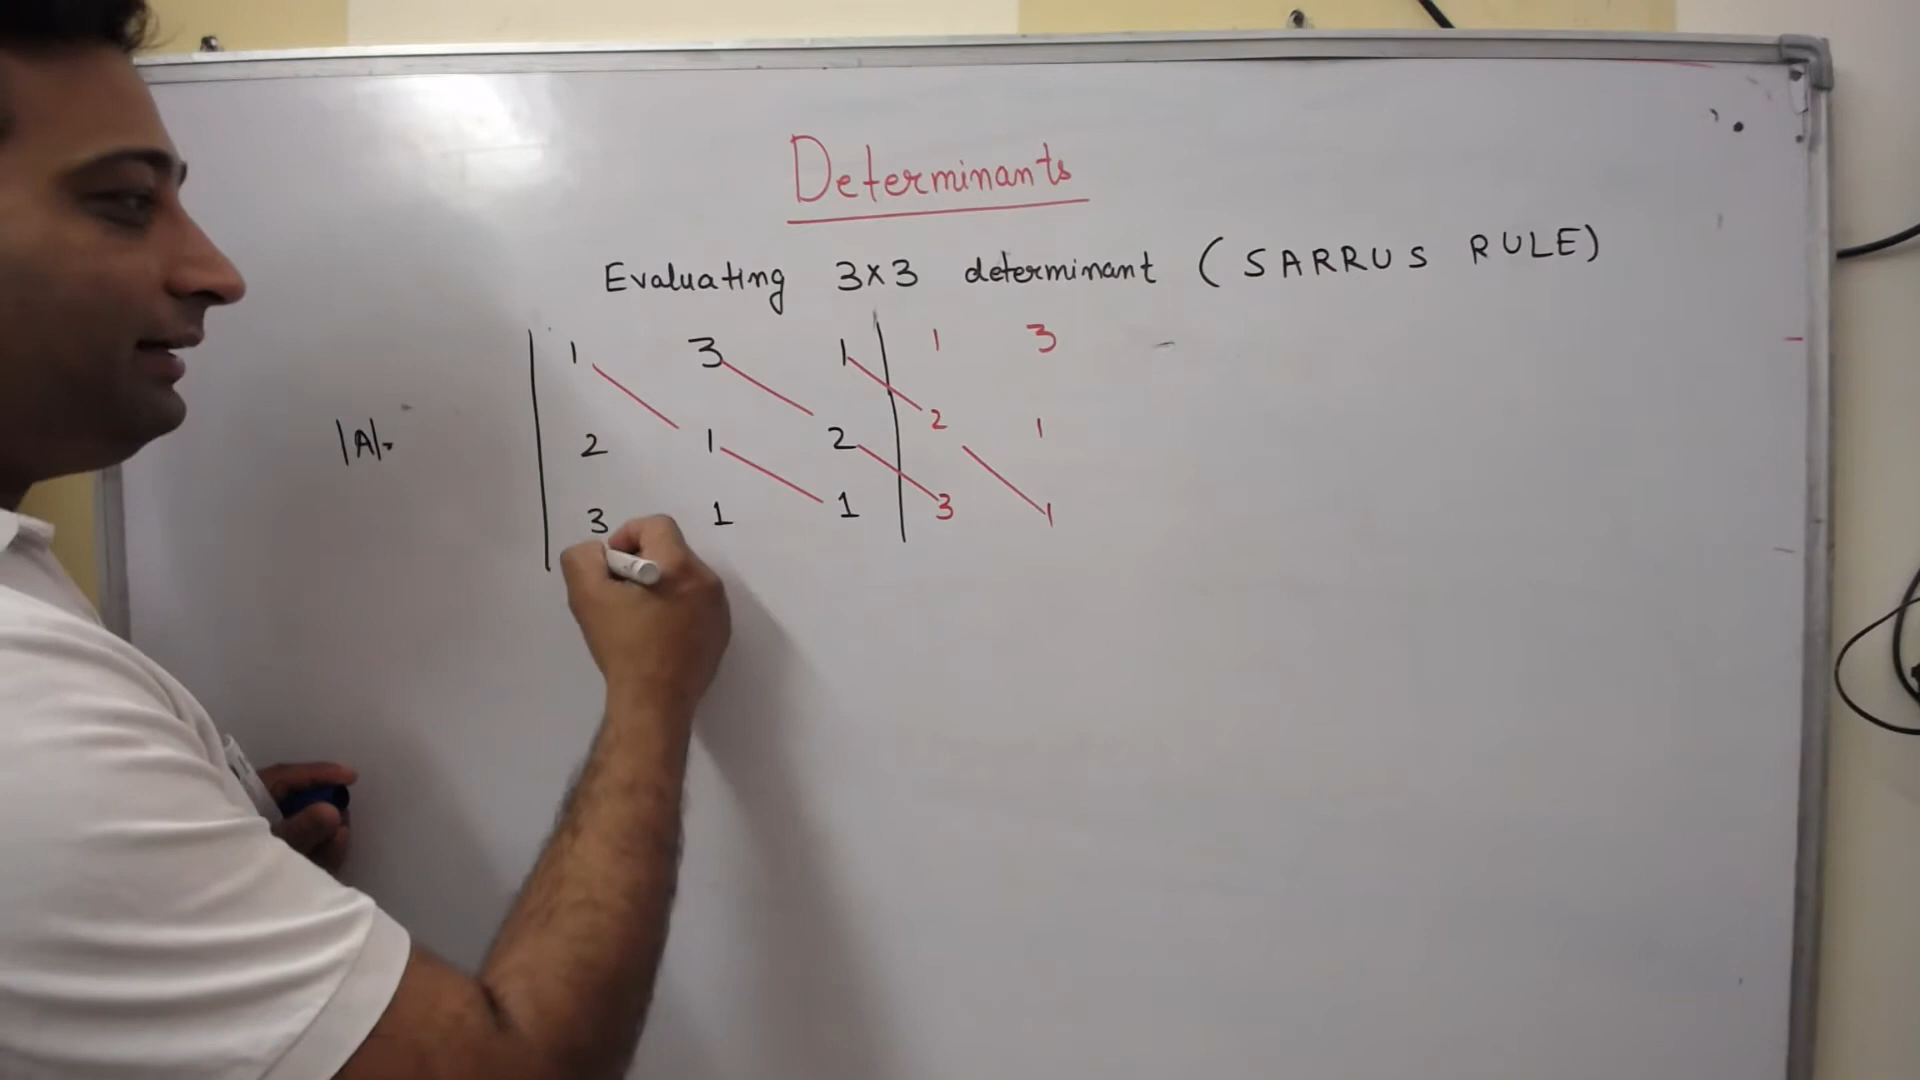 Determinants
Evaluating 3x3 determinant (SARRUS RULE)
1 3 1 1 3
|A|= 2 1 2 2 1
3 1 1 3 1